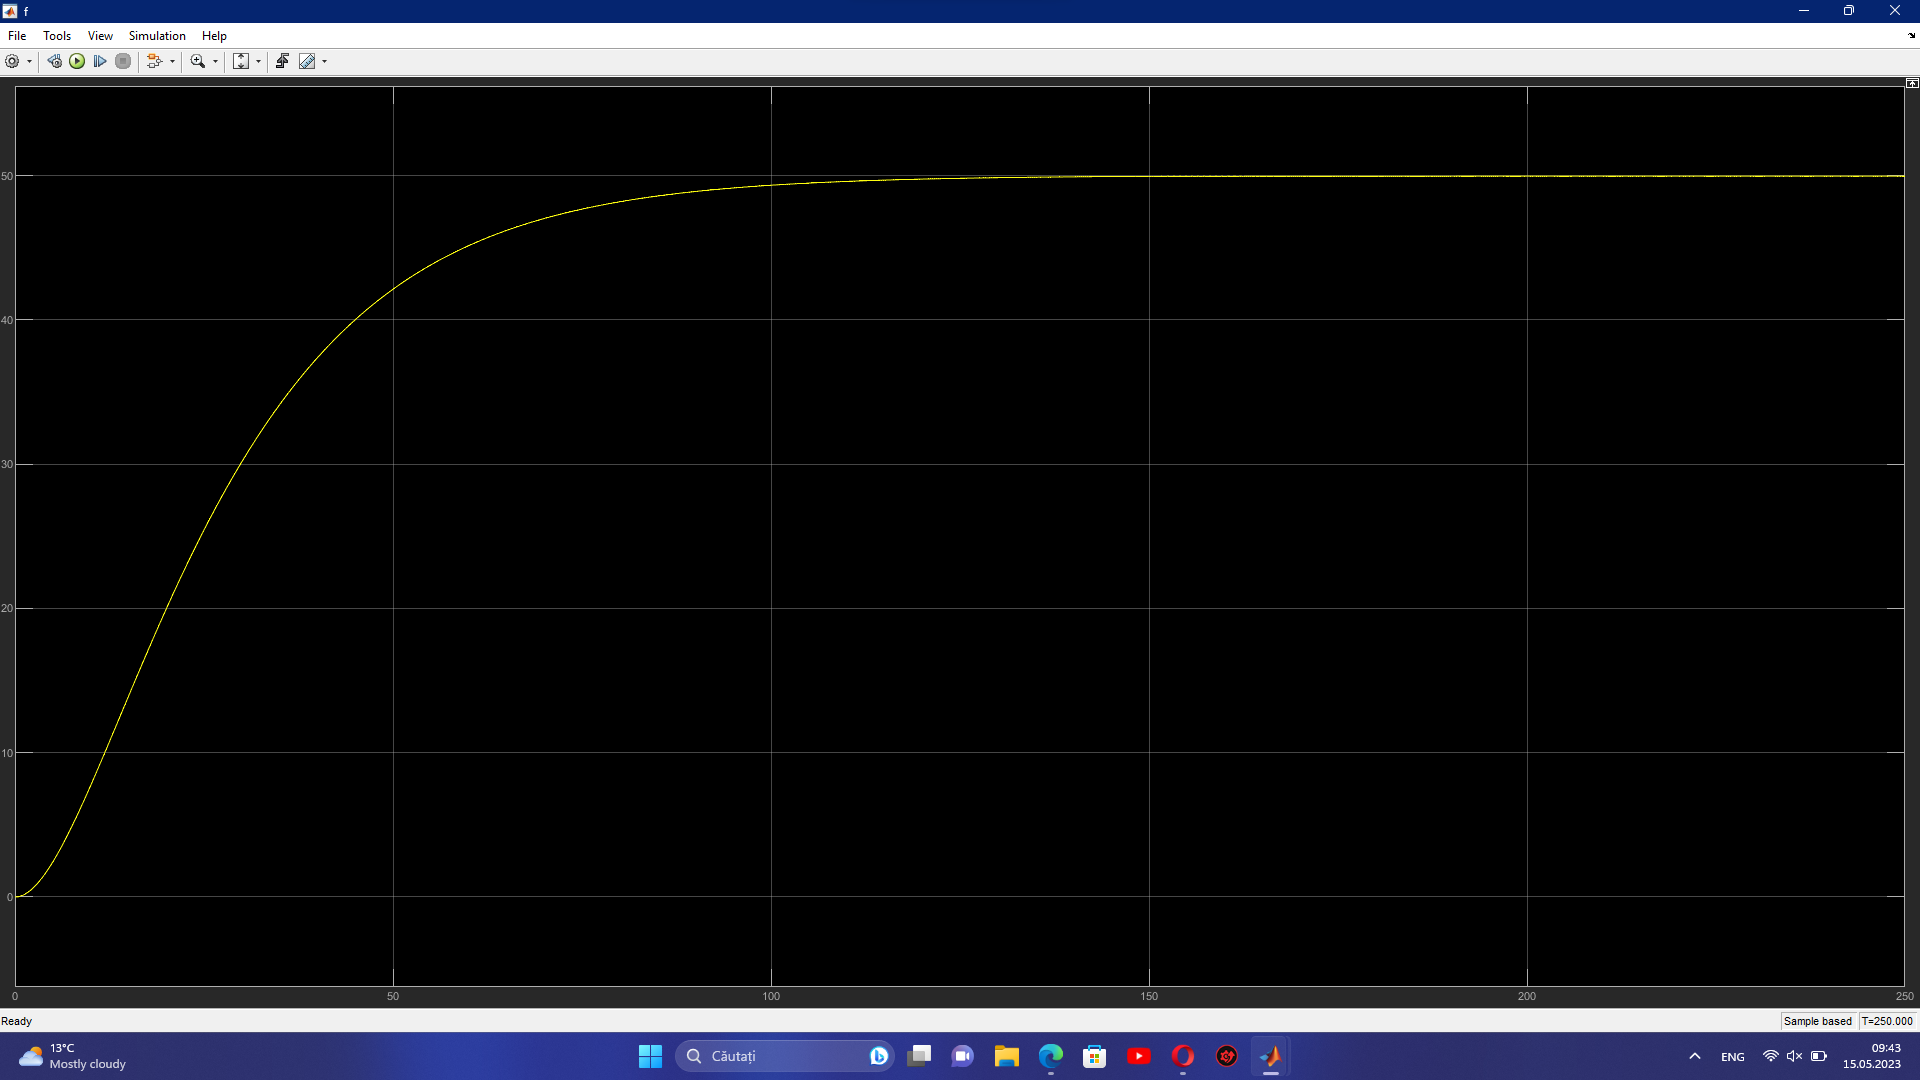 f
File Tools View Simulation Help
50
40
30
20
10
0
0 50 100 150 200 250
Ready
Sample based T=250.000
13°C
Mostly cloudy
Căutați
ENG
09:43
15.05.2023